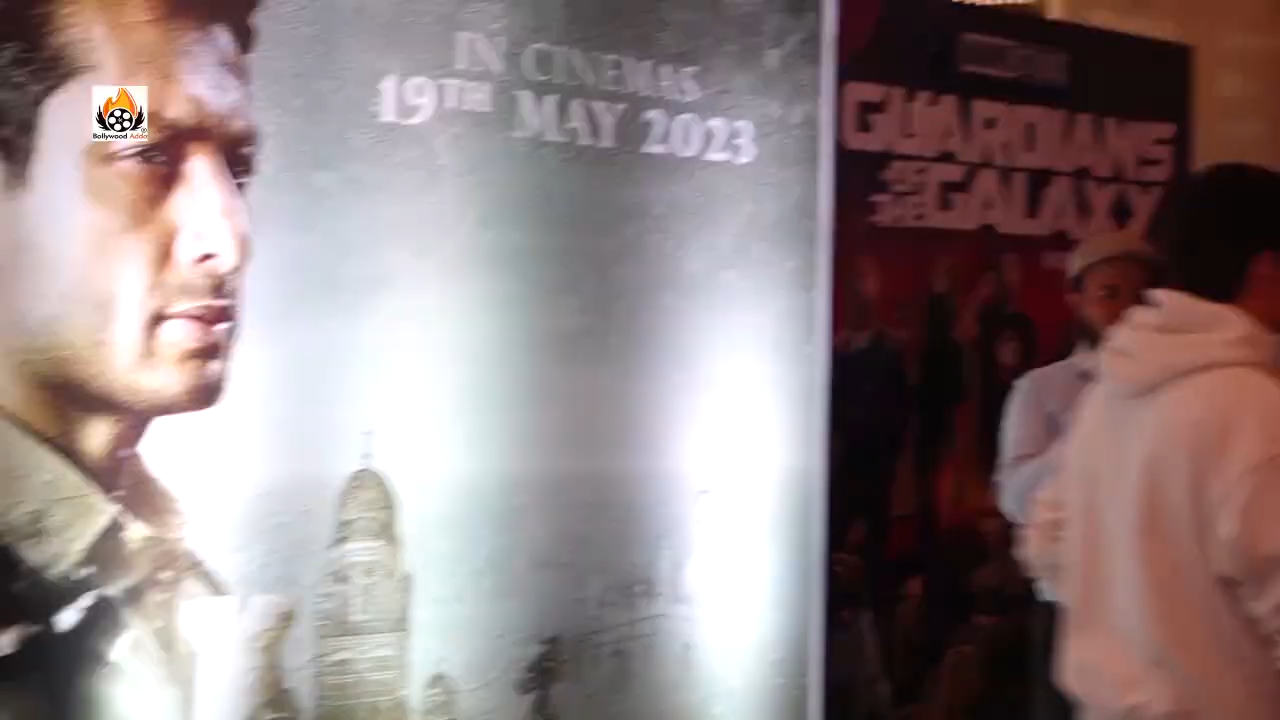 IN CINEMAS
19TH MAY 2023
Bollywood Adda
GUARDIANS
OF THE GALAXY